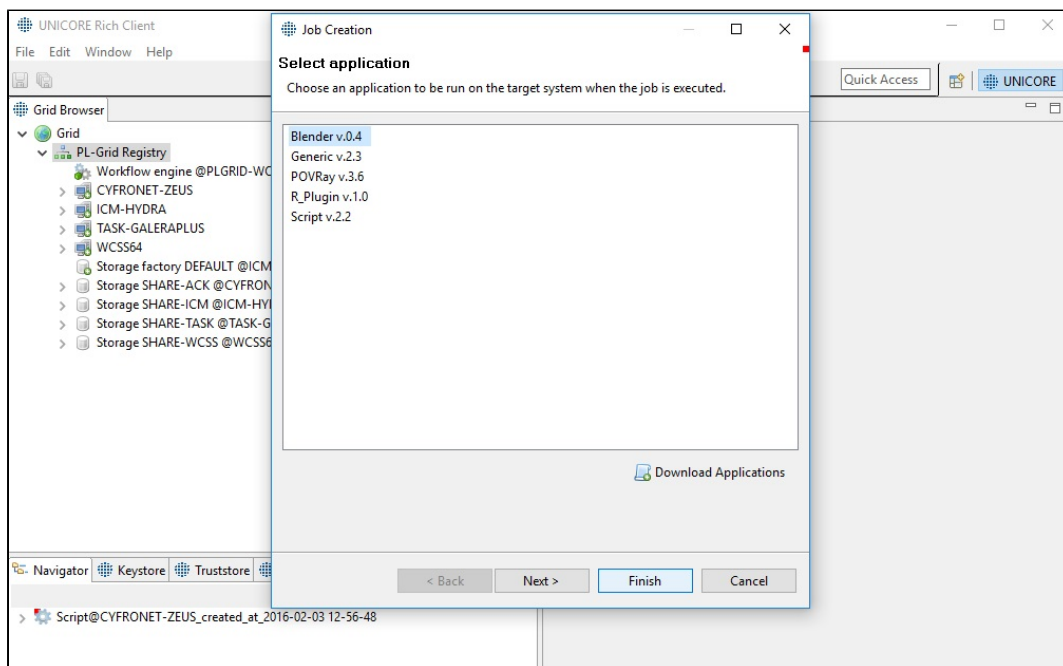 UNICORE Rich Client
File Edit Window Help
Quick Access
UNICORE
Grid Browser
Grid
PL-Grid Registry
Workflow engine @PLGRID-WC
CYFRONET-ZEUS
ICM-HYDRA
TASK-GALERAPLUS
WCSS64
Storage factory DEFAULT @ICM
Storage SHARE-ACK @CYFRON
Storage SHARE-ICM @ICM-HY
Storage SHARE-TASK @TASK-G
Storage SHARE-WCSS @WCSS6
Job Creation
Select application
Choose an application to be run on the target system when the job is executed.
Blender v.0.4
Generic v.2.3
POVRay v.3.6
R_Plugin v.1.0
Script v.2.2
Download Applications
< Back Next > Finish Cancel
Navigator Keystore Truststore
Script@CYFRONET-ZEUS_created_at_2016-02-03 12-56-48